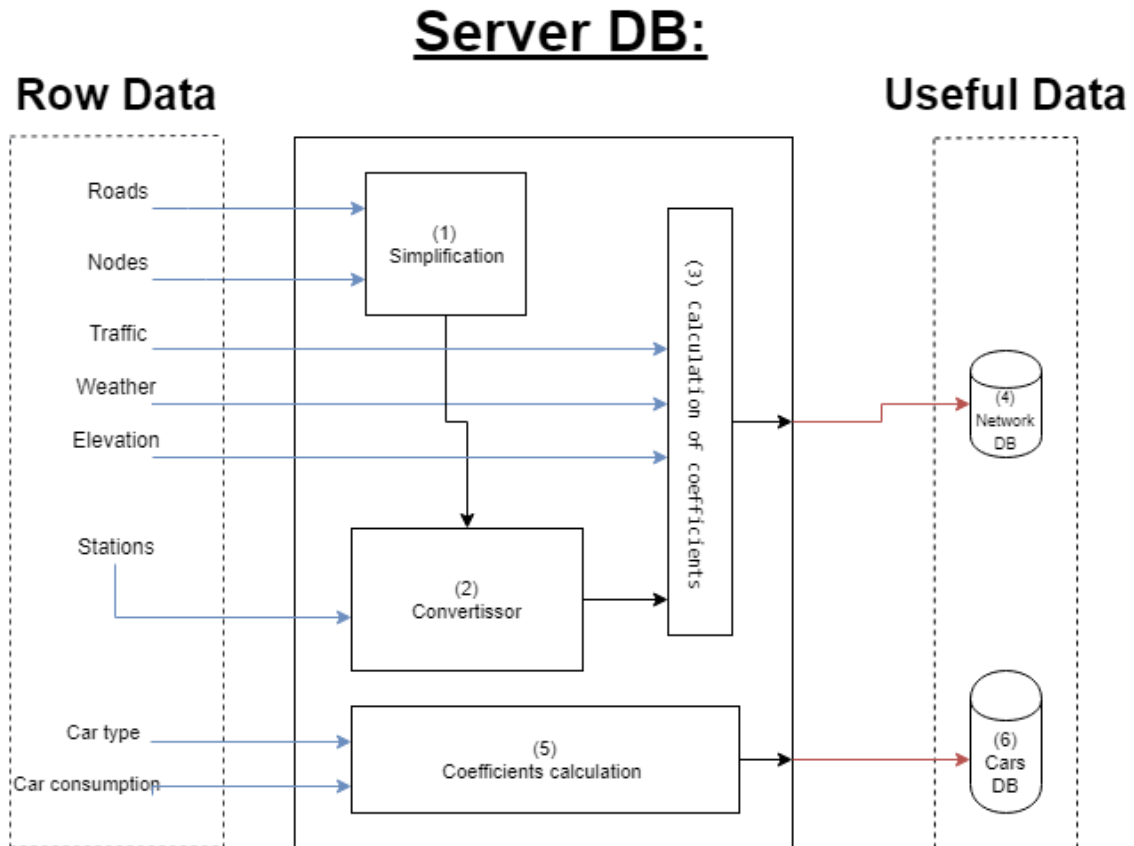 Server DB:
Row Data
Useful Data
Roads
Nodes
Traffic
Weather
Elevation
Stations
Car type
Car consumption
(1)
Simplification
(2)
Convertissor
(3) Calculation of coefficients
(5)
Coefficients calculation
(4)
Network
DB
(6)
Cars
DB